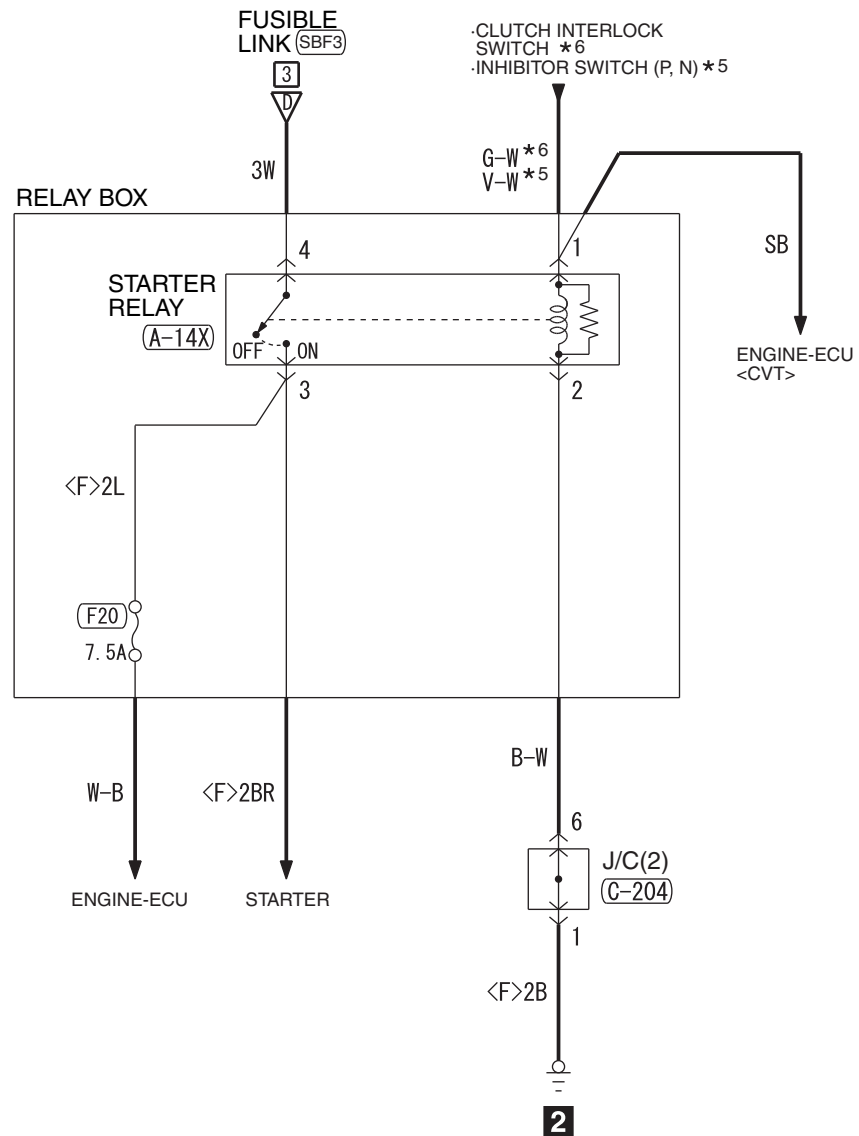 FUSIBLE
LINK SBF3
3
D
·CLUTCH INTERLOCK
SWITCH *6
·INHIBITOR SWITCH (P, N) *5
3W
G-W *6
V-W *5
RELAY BOX
4
1
SB
STARTER
RELAY
A-14X
OFF
ON
ENGINE-ECU
<CVT>
3
2
<F>2L
F20
7.5A
B-W
W-B
<F>2BR
6
J/C(2)
C-204
ENGINE-ECU
STARTER
1
<F>2B
2